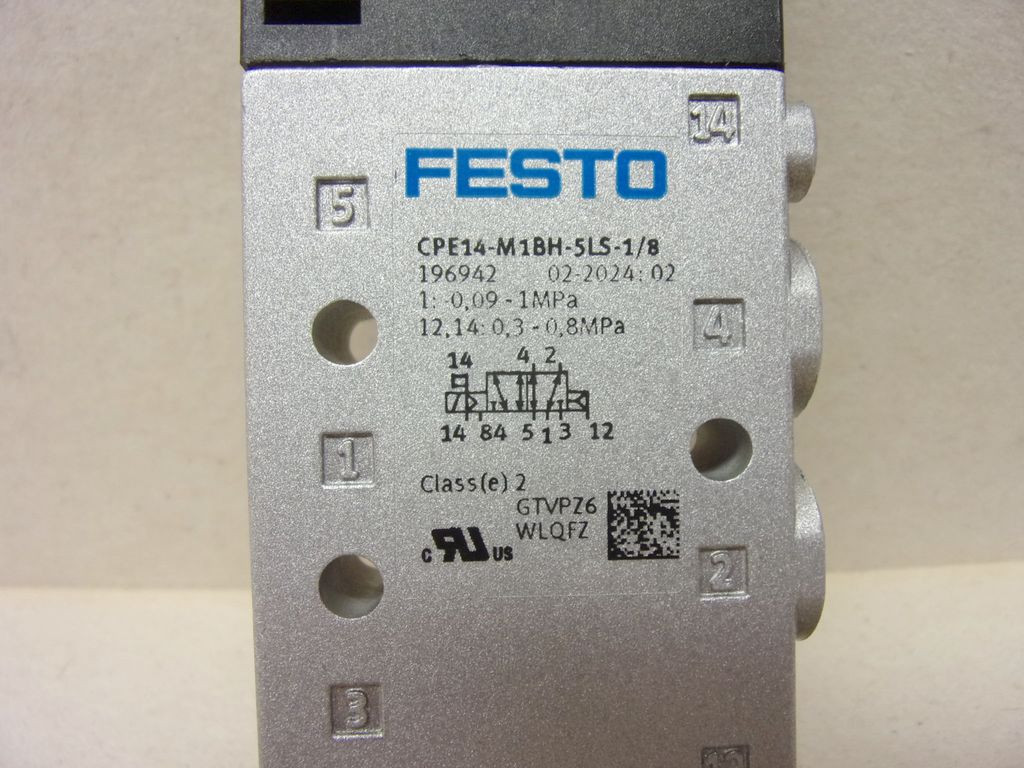 14
FESTO
5
CPE14-M1BH-5LS-1/8
196942 02-2024: 02
1: -0,09 - 1MPa
12,14: 0,3 - 0,8MPa
4
14 4 2
14 84 5 1 3 12
1
Class(e) 2
GTVPZ6
WLQFZ
c RU US
2
3
12